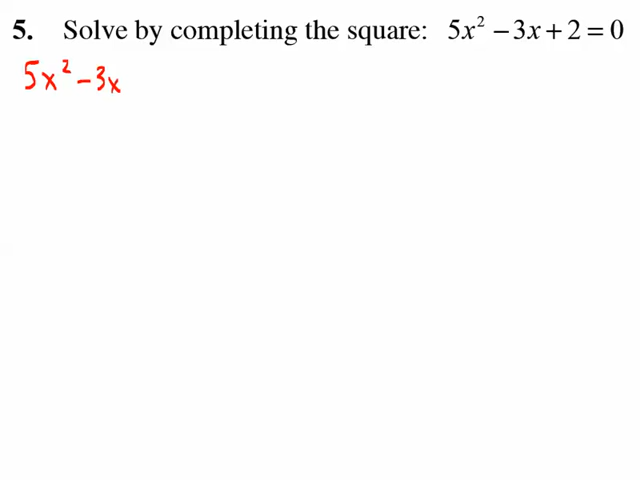 5. Solve by completing the square: 5x² − 3x + 2 = 0
5x² − 3x